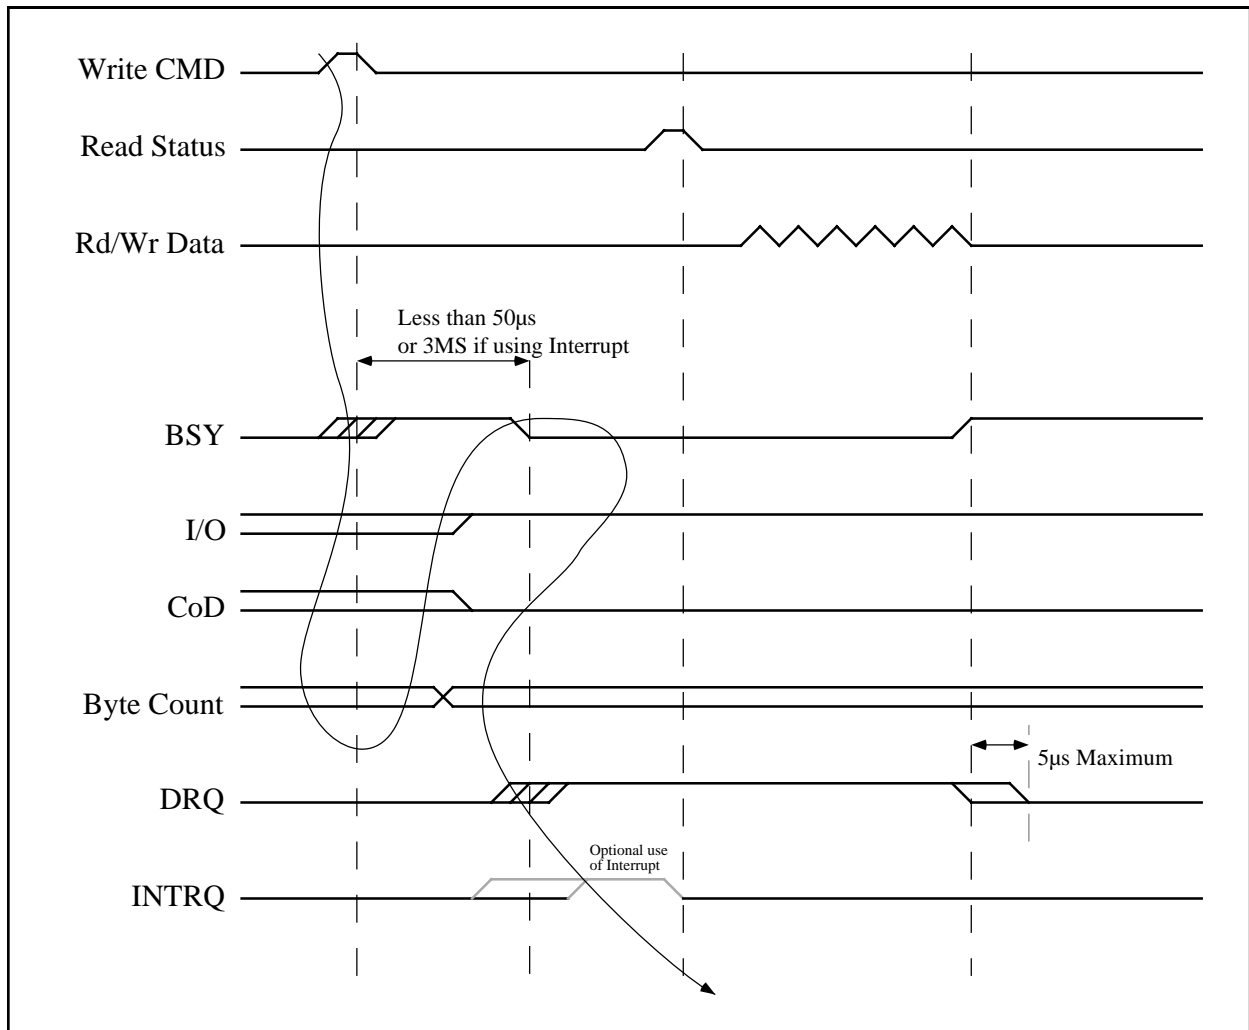 Write CMD
Read Status
Rd/Wr Data
Less than 50µs
or 3MS if using Interrupt
BSY
I/O
CoD
Byte Count
5µs Maximum
DRQ
Optional use
of Interrupt
INTRQ